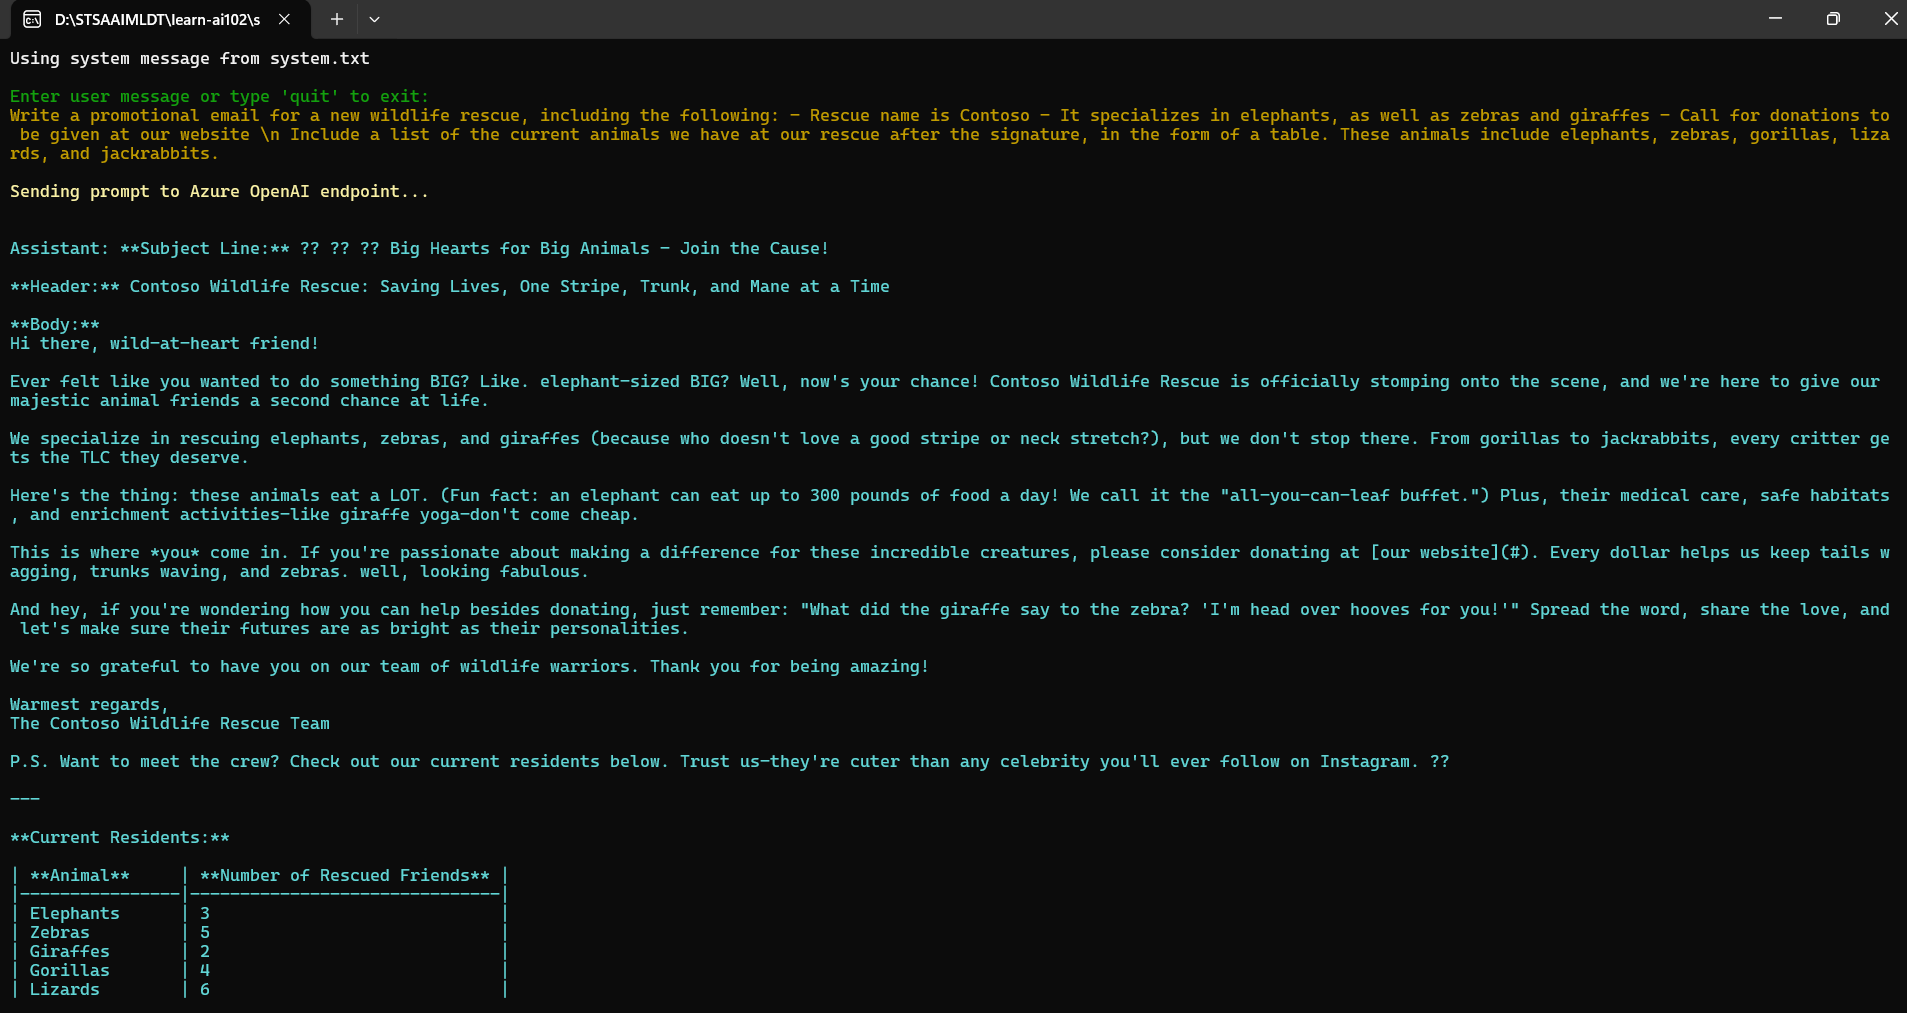 D:\STSAAIMLDT\learn-ai102\s
Using system message from system.txt
Enter user message or type 'quit' to exit:
Write a promotional email for a new wildlife rescue, including the following: - Rescue name is Contoso - It specializes in elephants, as well as zebras and giraffes - Call for donations to
be given at our website \n Include a list of the current animals we have at our rescue after the signature, in the form of a table. These animals include elephants, zebras, gorillas, liza
rds, and jackrabbits.
Sending prompt to Azure OpenAI endpoint...
Assistant: **Subject Line:** ?? ?? ?? Big Hearts for Big Animals - Join the Cause!
**Header:** Contoso Wildlife Rescue: Saving Lives, One Stripe, Trunk, and Mane at a Time
**Body:**
Hi there, wild-at-heart friend!
Ever felt like you wanted to do something BIG? Like. elephant-sized BIG? Well, now's your chance! Contoso Wildlife Rescue is officially stomping onto the scene, and we're here to give our
majestic animal friends a second chance at life.
We specialize in rescuing elephants, zebras, and giraffes (because who doesn't love a good stripe or neck stretch?), but we don't stop there. From gorillas to jackrabbits, every critter ge
ts the TLC they deserve.
Here's the thing: these animals eat a LOT. (Fun fact: an elephant can eat up to 300 pounds of food a day! We call it the "all-you-can-leaf buffet.") Plus, their medical care, safe habitats
, and enrichment activities-like giraffe yoga-don't come cheap.
This is where *you* come in. If you're passionate about making a difference for these incredible creatures, please consider donating at [our website](#). Every dollar helps us keep tails w
agging, trunks waving, and zebras. well, looking fabulous.
And hey, if you're wondering how you can help besides donating, just remember: "What did the giraffe say to the zebra? 'I'm head over hooves for you!'" Spread the word, share the love, and
let's make sure their futures are as bright as their personalities.
We're so grateful to have you on our team of wildlife warriors. Thank you for being amazing!
Warmest regards,
The Contoso Wildlife Rescue Team
P.S. Want to meet the crew? Check out our current residents below. Trust us-they're cuter than any celebrity you'll ever follow on Instagram. ??
---
**Current Residents:**
| **Animal** | **Number of Rescued Friends** |
|----------------|-------------------------------|
| Elephants | 3 |
| Zebras | 5 |
| Giraffes | 2 |
| Gorillas | 4 |
| Lizards | 6 |